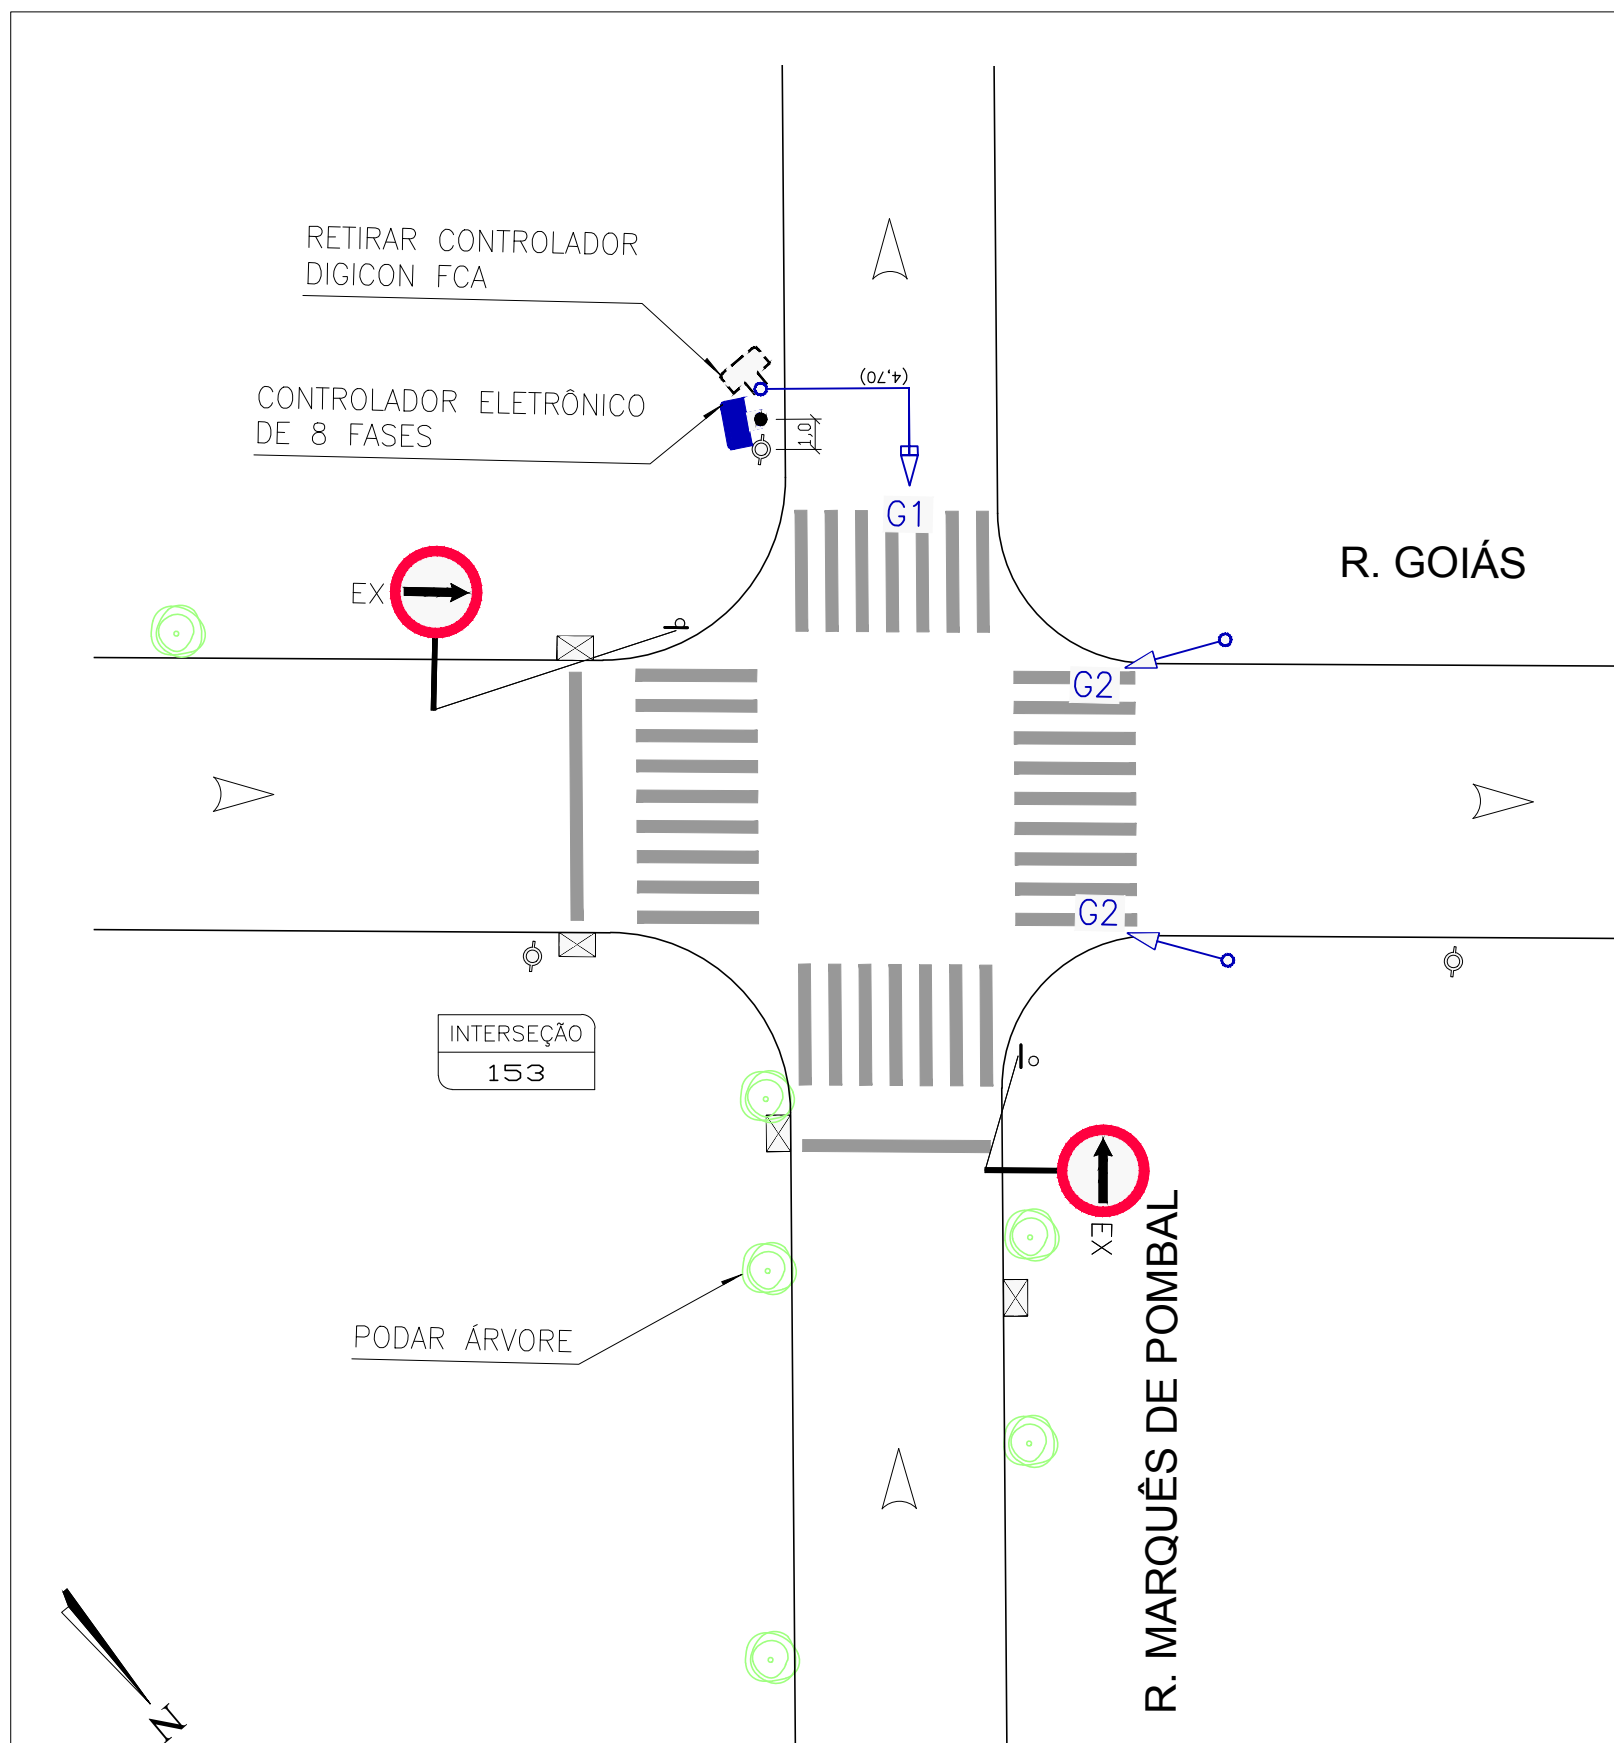 RETIRAR CONTROLADOR
DIGICON FCA
(4,70)
CONTROLADOR ELETRÔNICO
DE 8 FASES
1,0
G1
R. GOIÁS
EX
G2
G2
INTERSEÇÃO
153
EX
PODAR ÁRVORE
R. MARQUÊS DE POMBAL
N